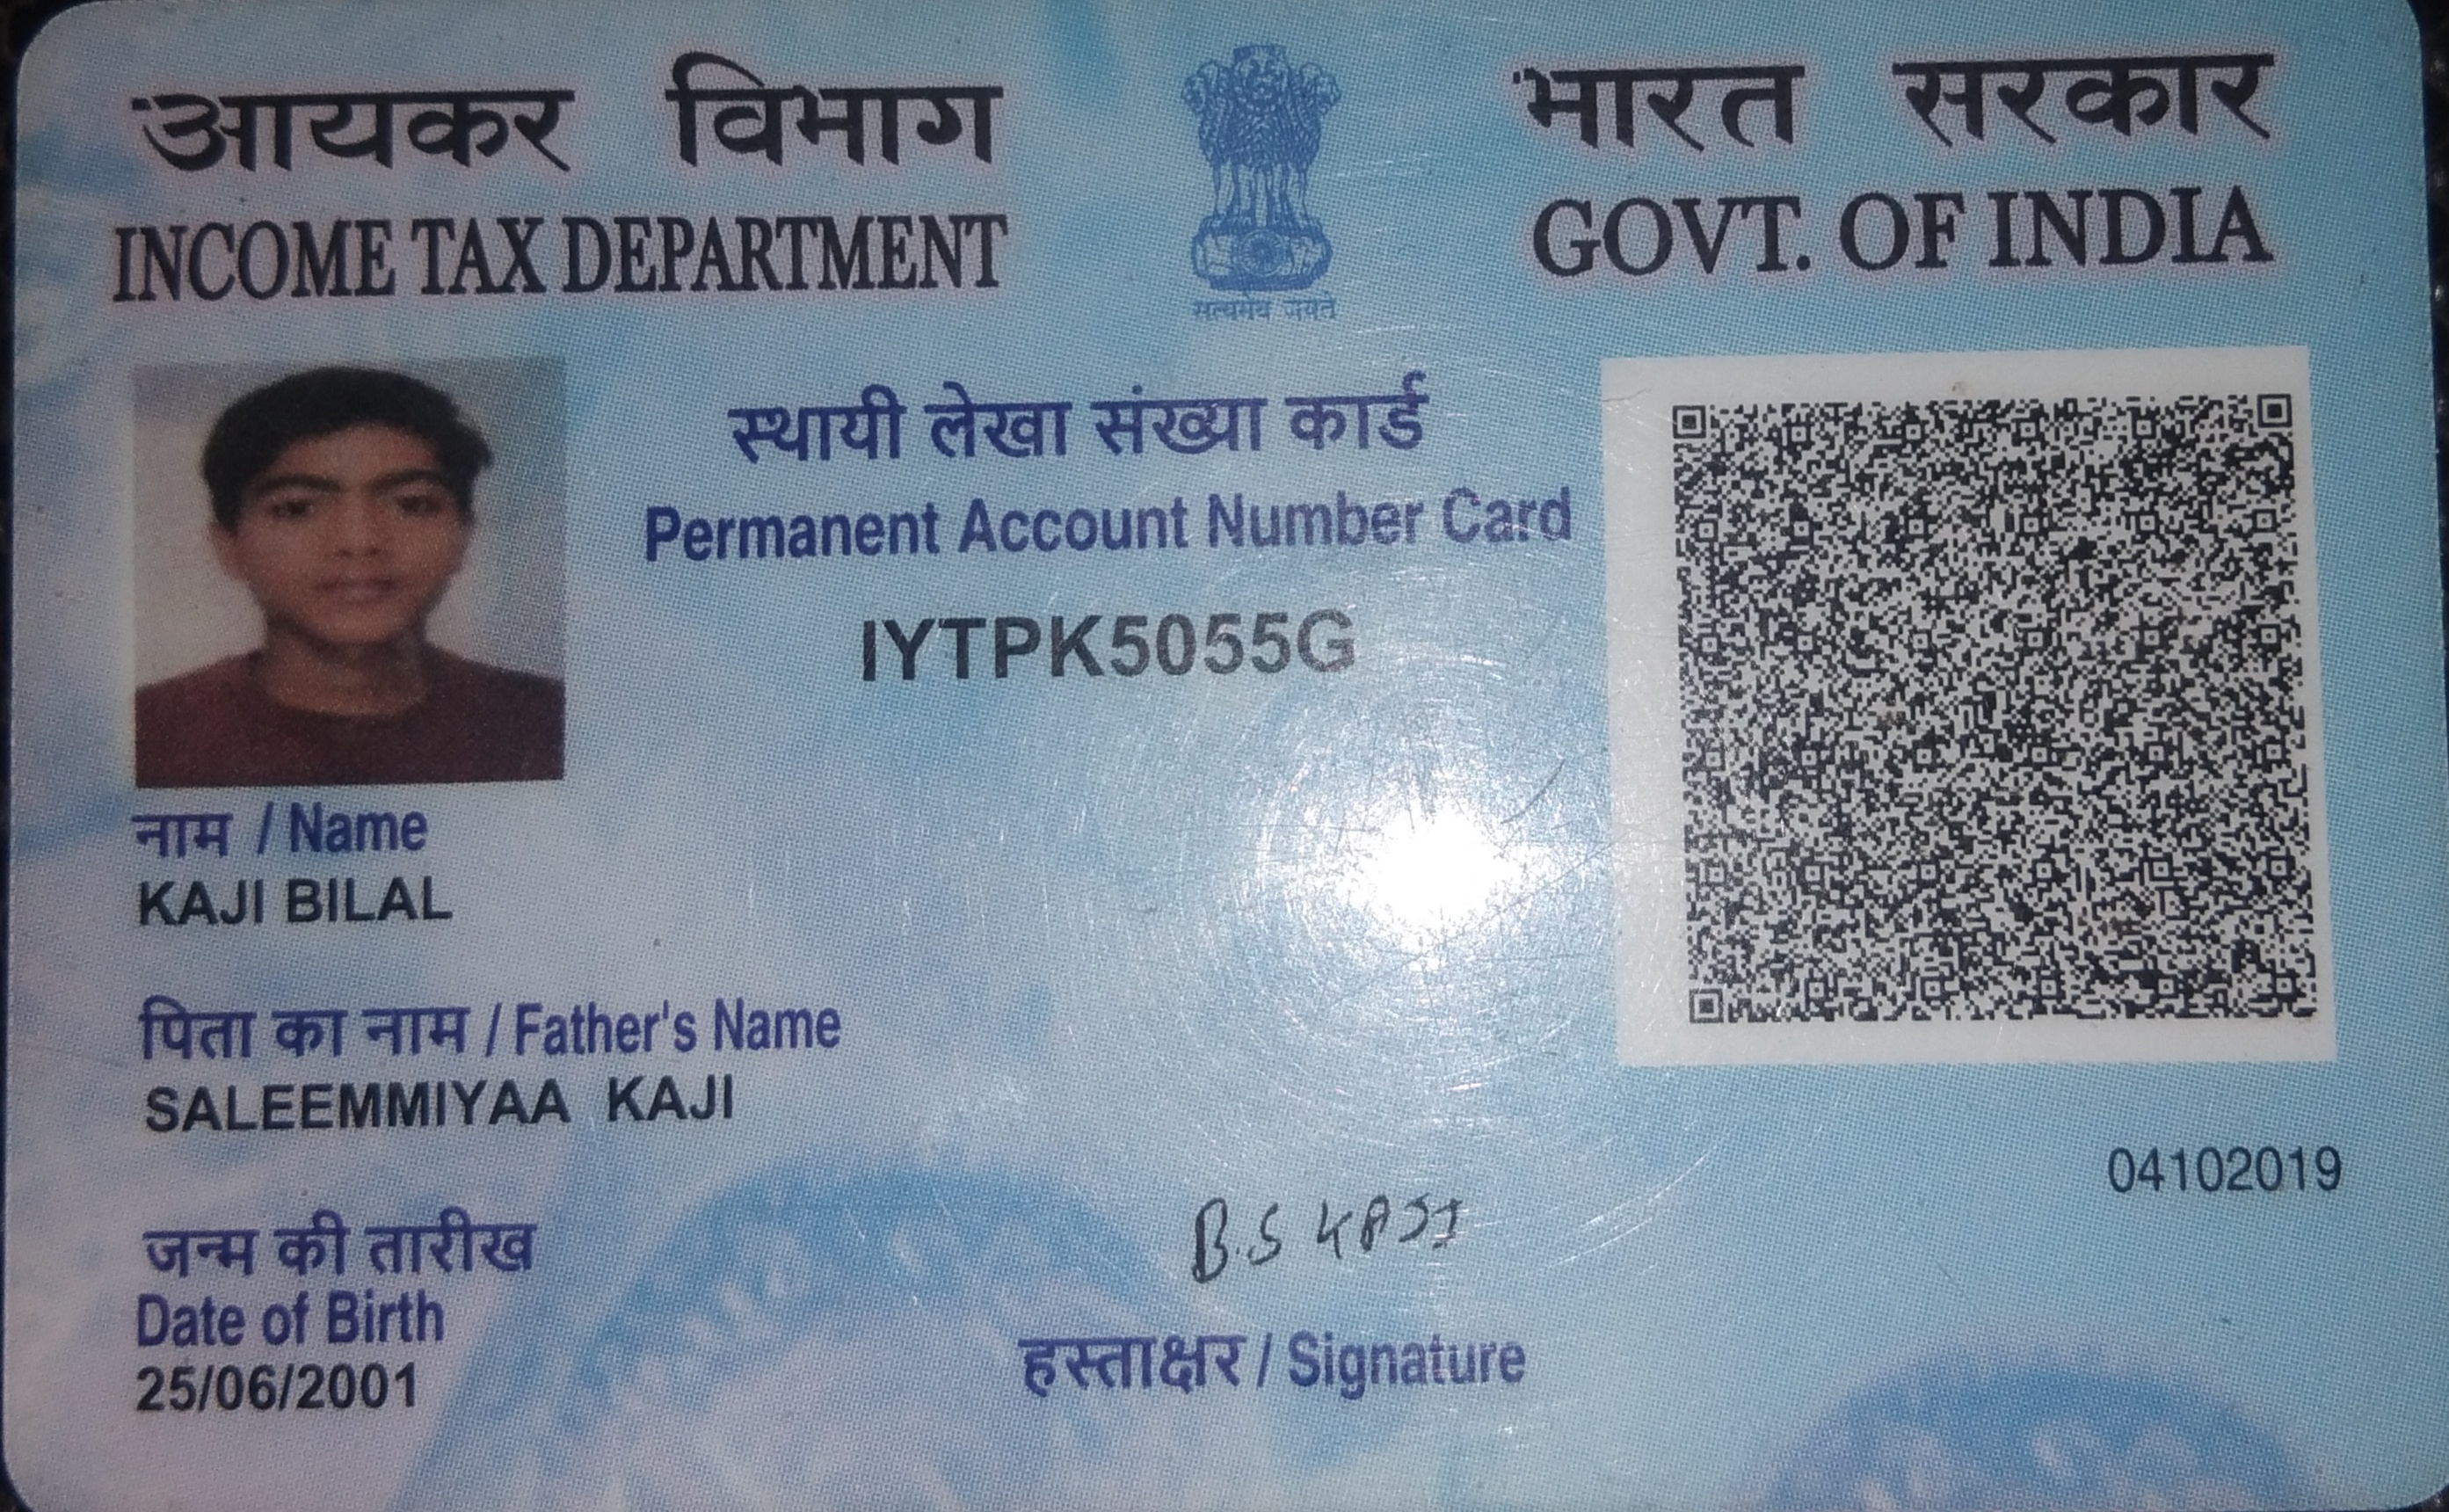 आयकर विभाग
INCOME TAX DEPARTMENT
सत्यमेव जयते
भारत सरकार
GOVT. OF INDIA
स्थायी लेखा संख्या कार्ड
Permanent Account Number Card
IYTPK5055G
नाम / Name
KAJI BILAL
पिता का नाम / Father's Name
SALEEMMIYAA KAJI
04102019
जन्म की तारीख
Date of Birth
25/06/2001
B.S KAJI
हस्ताक्षर / Signature